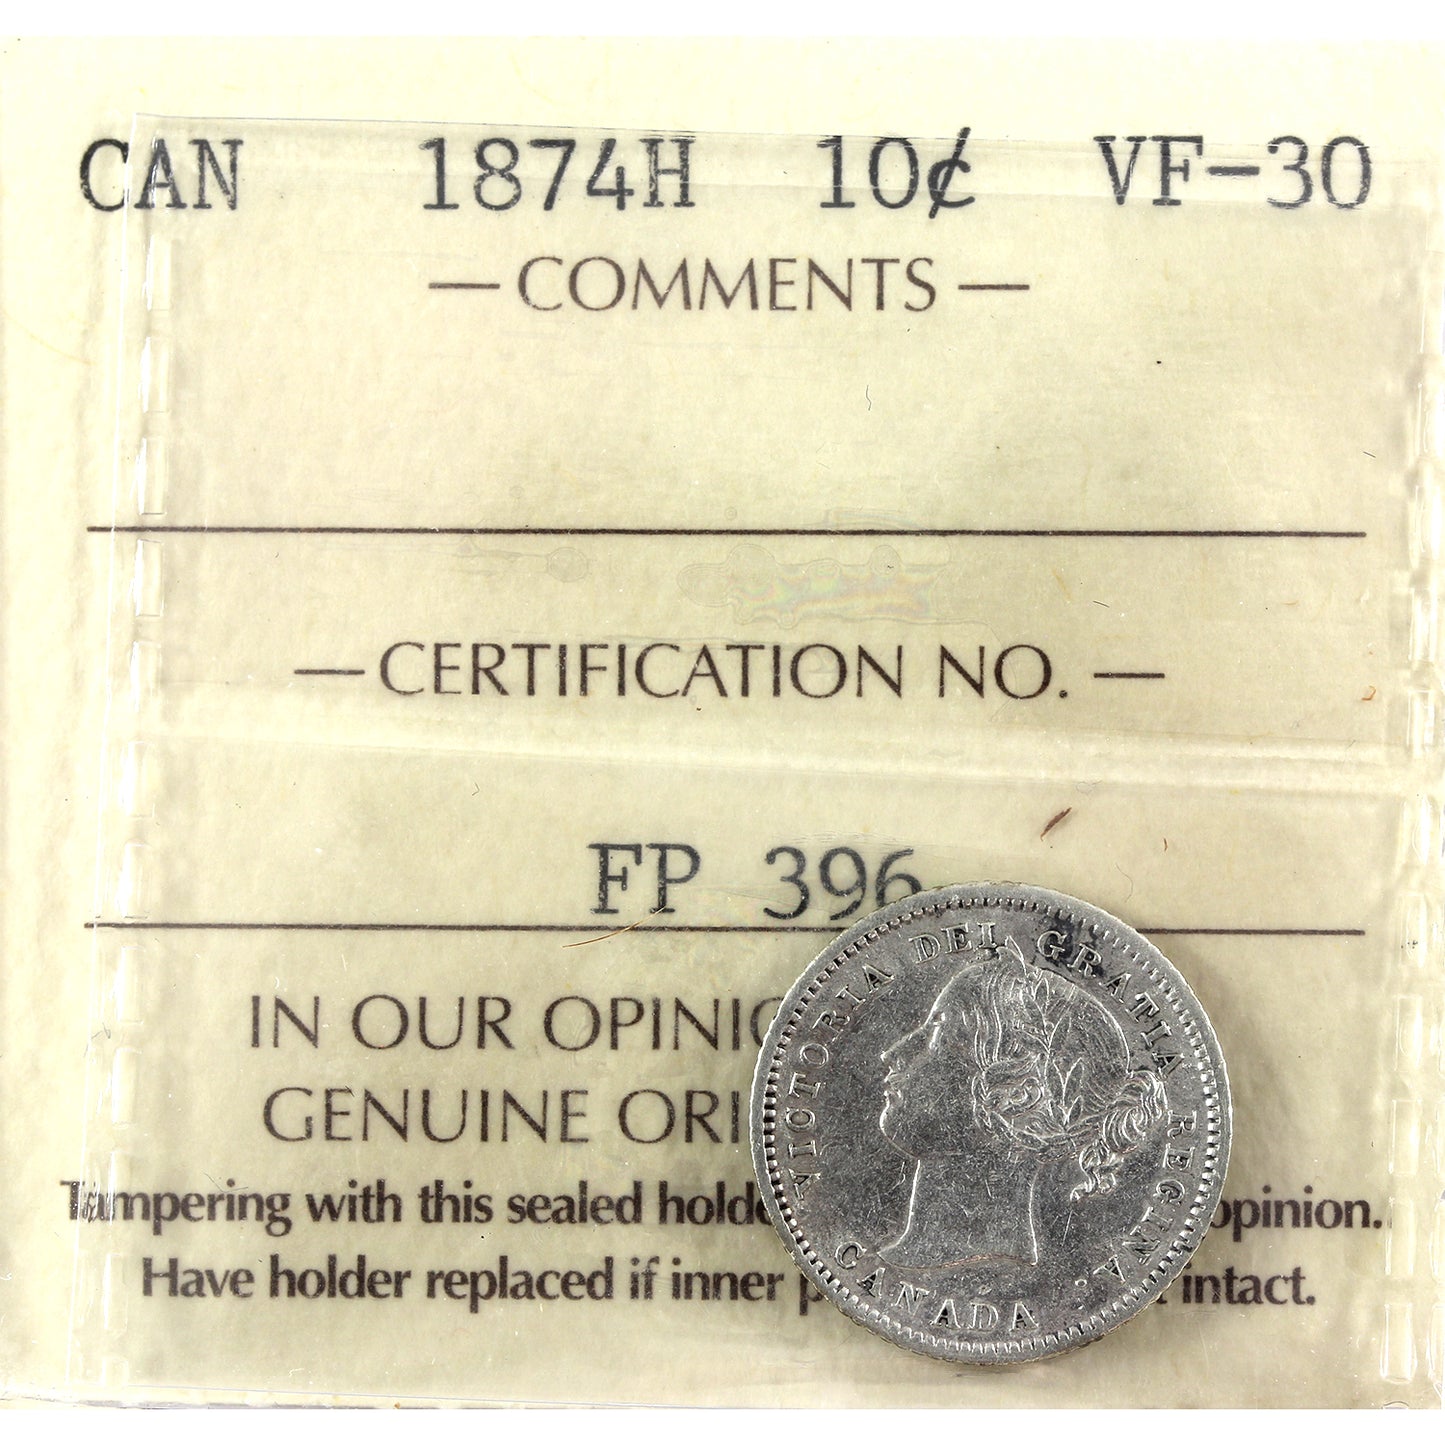 CAN 1874H 10¢ VF-30
— COMMENTS —
— CERTIFICATION NO. —
FP 396
IN OUR OPINIO
GENUINE ORI
Tampering with this sealed holde opinion.
Have holder replaced if inner p intact.
VICTORIA DEI GRATIA REGINA.
CANADA